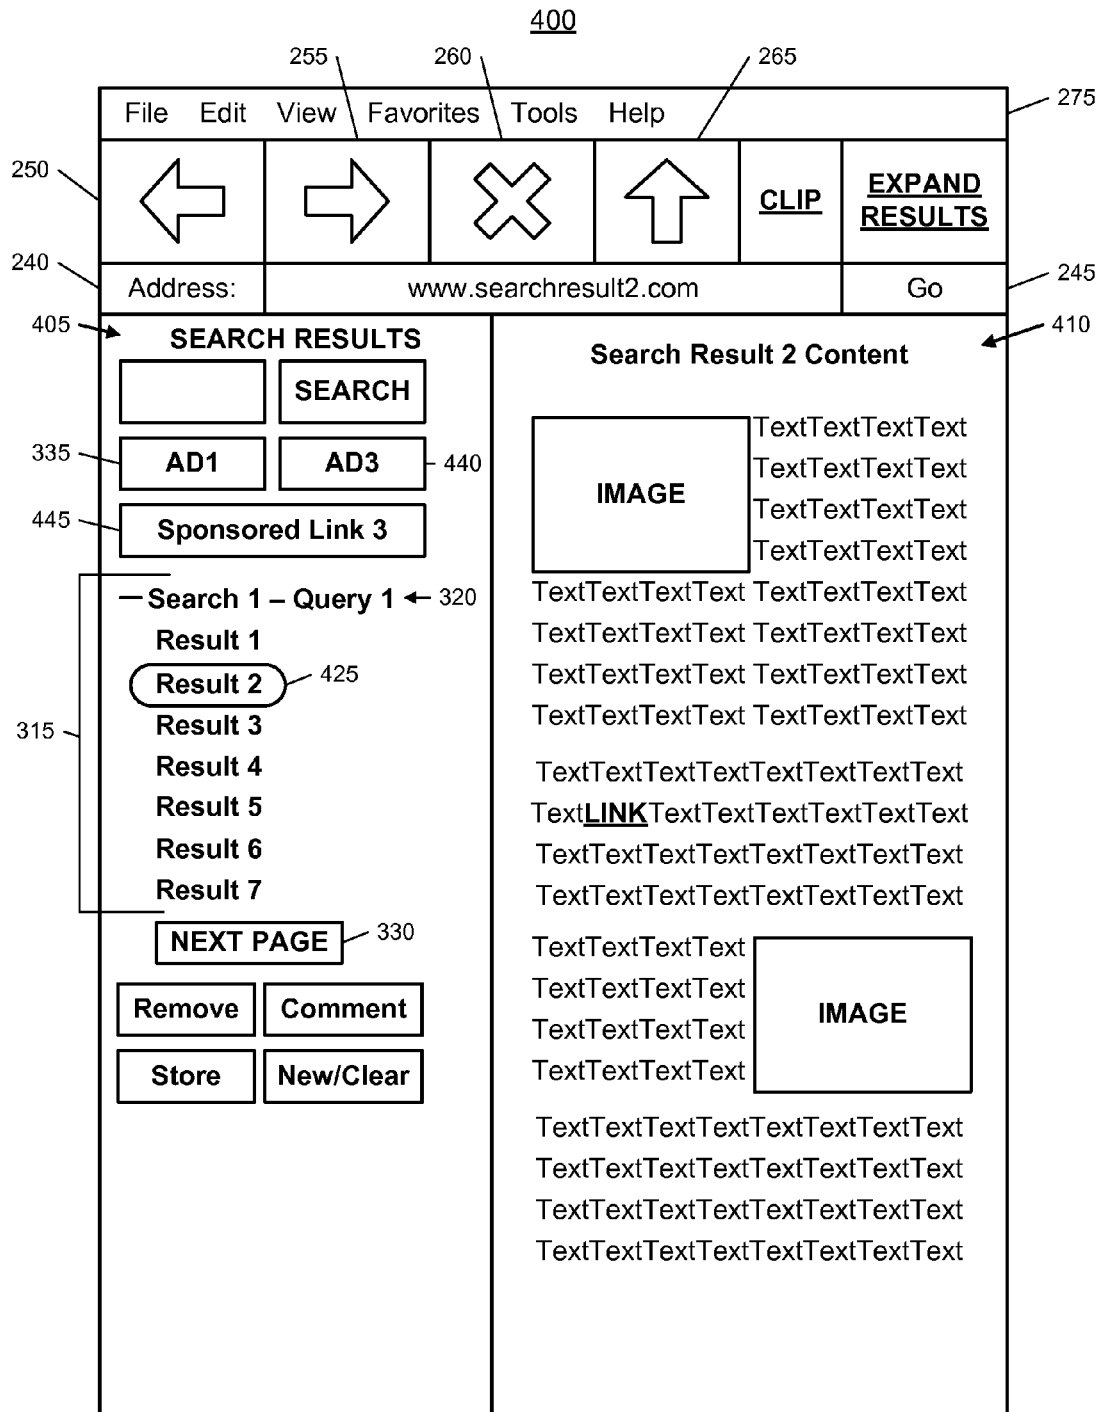 400
255 260 265
File Edit View Favorites Tools Help 275
250
CLIP
EXPAND
RESULTS
240 Address: www.searchresult2.com Go 245
405 SEARCH RESULTS
SEARCH
335 AD1 AD3 440
445 Sponsored Link 3
– Search 1 – Query 1 320
Result 1
Result 2 425
Result 3
315
Result 4
Result 5
Result 6
Result 7
NEXT PAGE 330
Remove Comment
Store New/Clear
410
Search Result 2 Content
IMAGE
TextTextTextText
TextTextTextText
TextTextTextText
TextTextTextText
TextTextTextText TextTextTextText
TextTextTextText TextTextTextText
TextTextTextText TextTextTextText
TextTextTextText TextTextTextText
TextTextTextTextTextTextTextText
TextLINKTextTextTextTextTextText
TextTextTextTextTextTextTextText
TextTextTextTextTextTextTextText
TextTextTextText
TextTextTextText
TextTextTextText
TextTextTextText
IMAGE
TextTextTextTextTextTextTextText
TextTextTextTextTextTextTextText
TextTextTextTextTextTextTextText
TextTextTextTextTextTextTextText